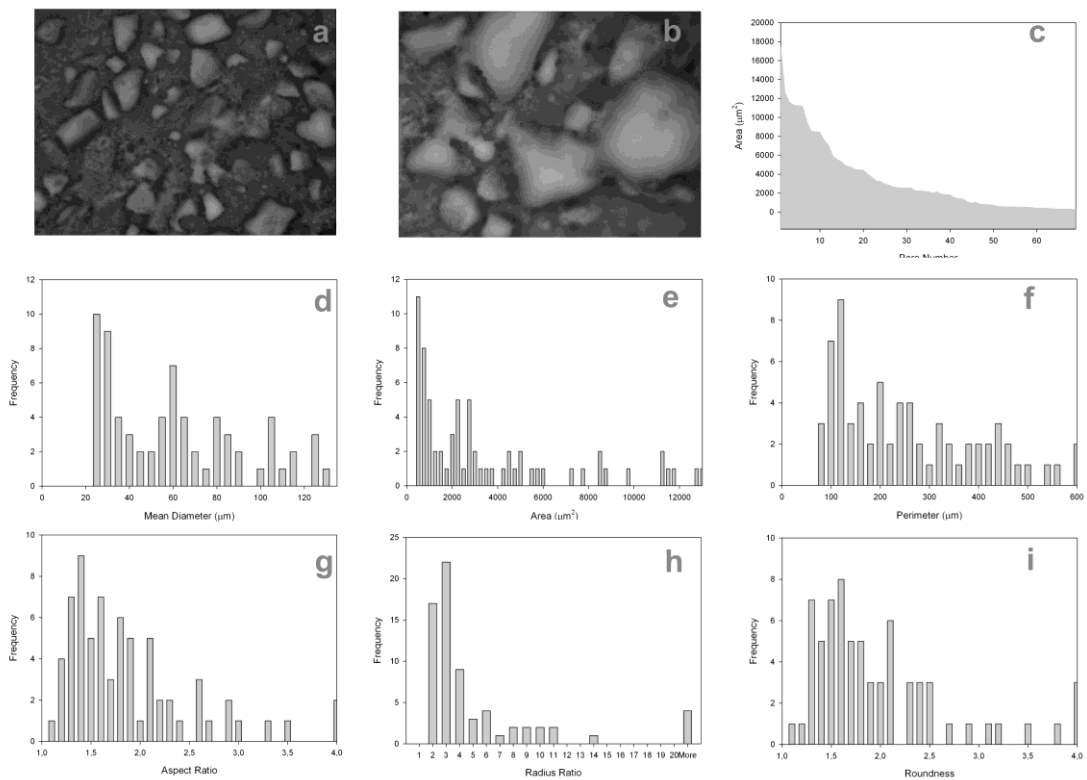 a
b
c
20000
18000
16000
14000
12000
10000
8000
6000
4000
2000
0
Area (μm²)
10 20 30 40 50 60
d
12
10
8
6
4
2
0
Frequency
0 20 40 60 80 100 120
Mean Diameter (μm)
e
12
10
8
6
4
2
0
Frequency
0 2000 4000 6000 8000 10000 12000
Area (μm²)
f
10
8
6
4
2
0
Frequency
0 100 200 300 400 500 600
Perimeter (μm)
g
10
8
6
4
2
0
Frequency
1,0 1,5 2,0 2,5 3,0 3,5 4,0
Aspect Ratio
h
25
20
15
10
5
0
Frequency
1 2 3 4 5 6 7 8 9 10 11 12 13 14 15 16 17 18 19 20More
Radius Ratio
i
10
8
6
4
2
0
Frequency
1,0 1,5 2,0 2,5 3,0 3,5 4,0
Roundness